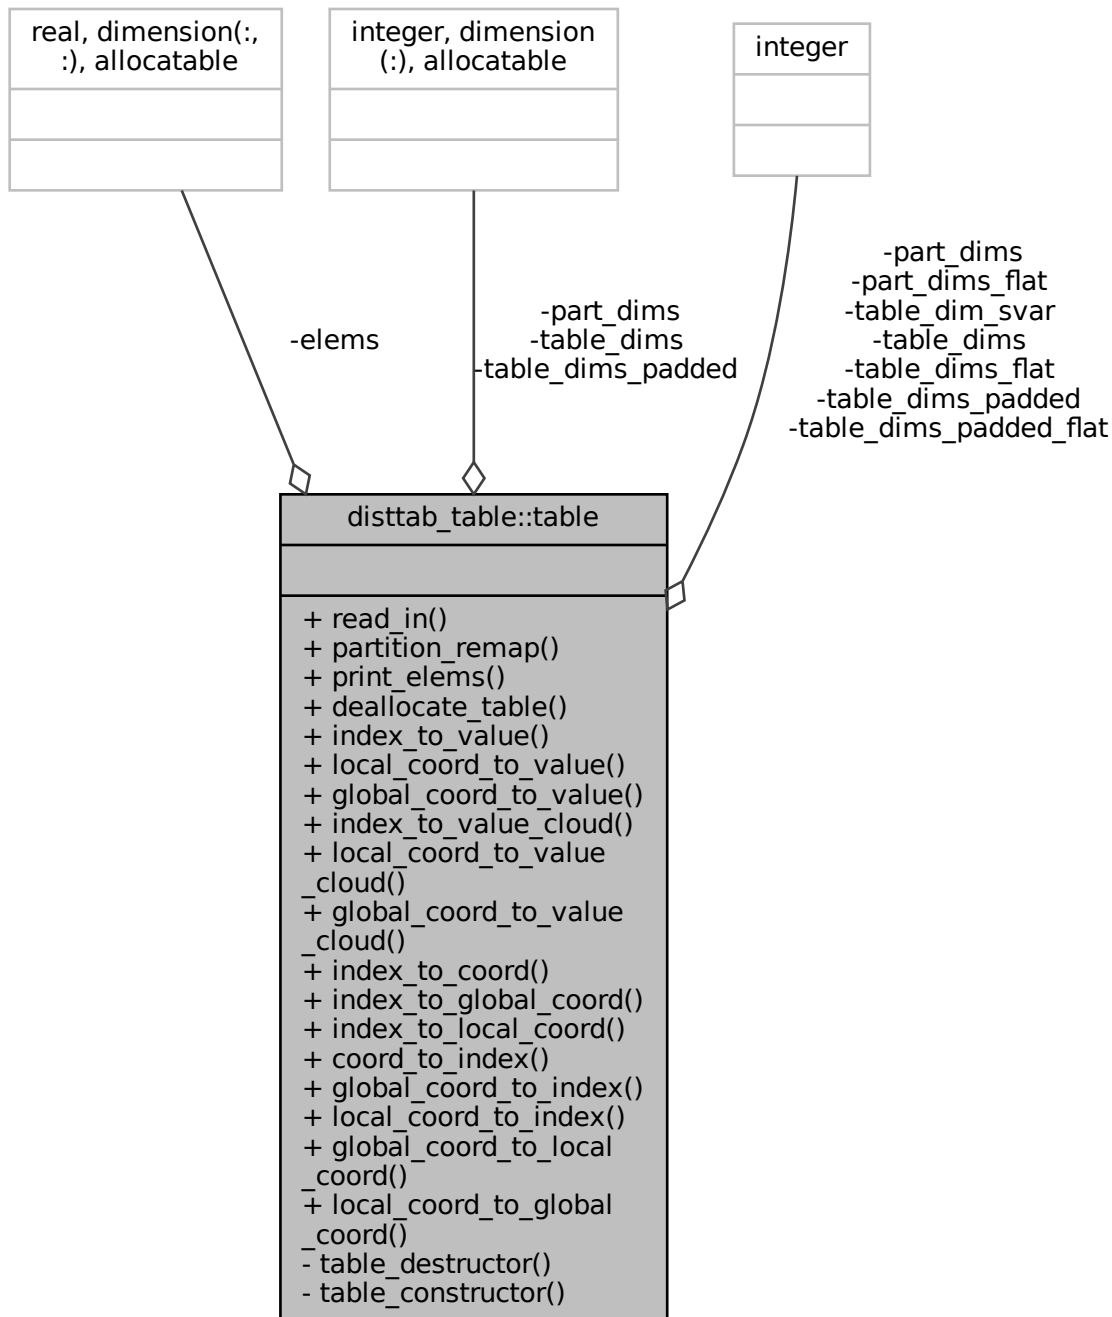 real, dimension(:,
:), allocatable
integer, dimension
(:), allocatable
integer
-elems
-part_dims
-table_dims
-table_dims_padded
-part_dims
-part_dims_flat
-table_dim_svar
-table_dims
-table_dims_flat
-table_dims_padded
-table_dims_padded_flat
disttab_table::table
+ read_in()
+ partition_remap()
+ print_elems()
+ deallocate_table()
+ index_to_value()
+ local_coord_to_value()
+ global_coord_to_value()
+ index_to_value_cloud()
+ local_coord_to_value
_cloud()
+ global_coord_to_value
_cloud()
+ index_to_coord()
+ index_to_global_coord()
+ index_to_local_coord()
+ coord_to_index()
+ global_coord_to_index()
+ local_coord_to_index()
+ global_coord_to_local
_coord()
+ local_coord_to_global
_coord()
- table_destructor()
- table_constructor()